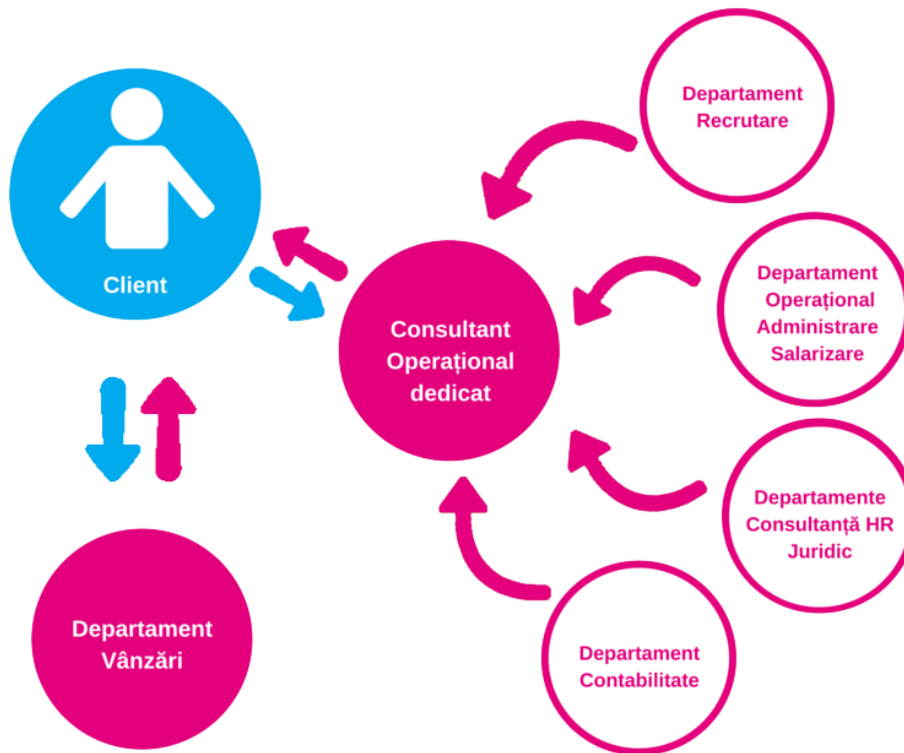 Client
Consultant
Operațional
dedicat
Departament
Vânzări
Departament
Recrutare
Departament
Operațional
Administrare
Salarizare
Departamente
Consultanță HR
Juridic
Departament
Contabilitate